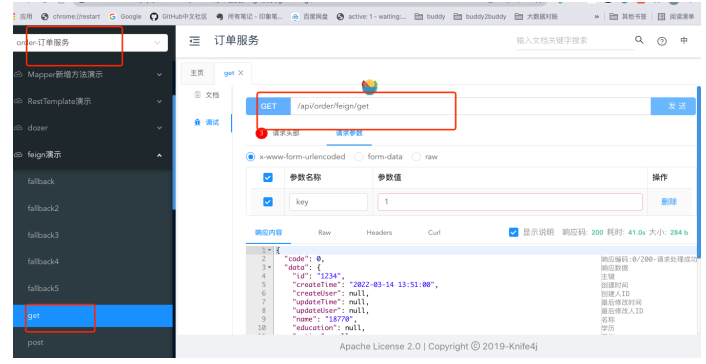 应用 chrome://restart Google GitHub中文社区 所有笔记 - 印象笔... 百度网盘 active: 1 - waiting:... buddy buddy2buddy 大数据对账 » 其他书签 阅读清单
order-订单服务
订单服务
输入文档关键字搜索
中
Mapper新增方法演示
RestTemplate演示
dozer
feign演示
fallback
fallback2
fallback3
fallback4
fallback5
get
post
主页 get ×
文档
调试
GET /api/order/feign/get 发 送
3 请求头部 请求参数
x-www-form-urlencoded form-data raw
参数名称 参数值 操作
key 1 删除
响应内容 Raw Headers Curl 显示说明 响应码: 200 耗时: 41.0s 大小: 284 b
1 {
2 "code": 0, 响应编码:0/200-请求处理成功
3 "data": { 响应数据
4 "id": "1234", 主键
5 "createTime": "2022-03-14 13:51:00", 创建时间
6 "createUser": null, 创建人ID
7 "updateTime": null, 最后修改时间
8 "updateUser": null, 最后修改人ID
9 "name": "18770", 名称
10 "education": null, 学历
Apache License 2.0 | Copyright © 2019-Knife4j